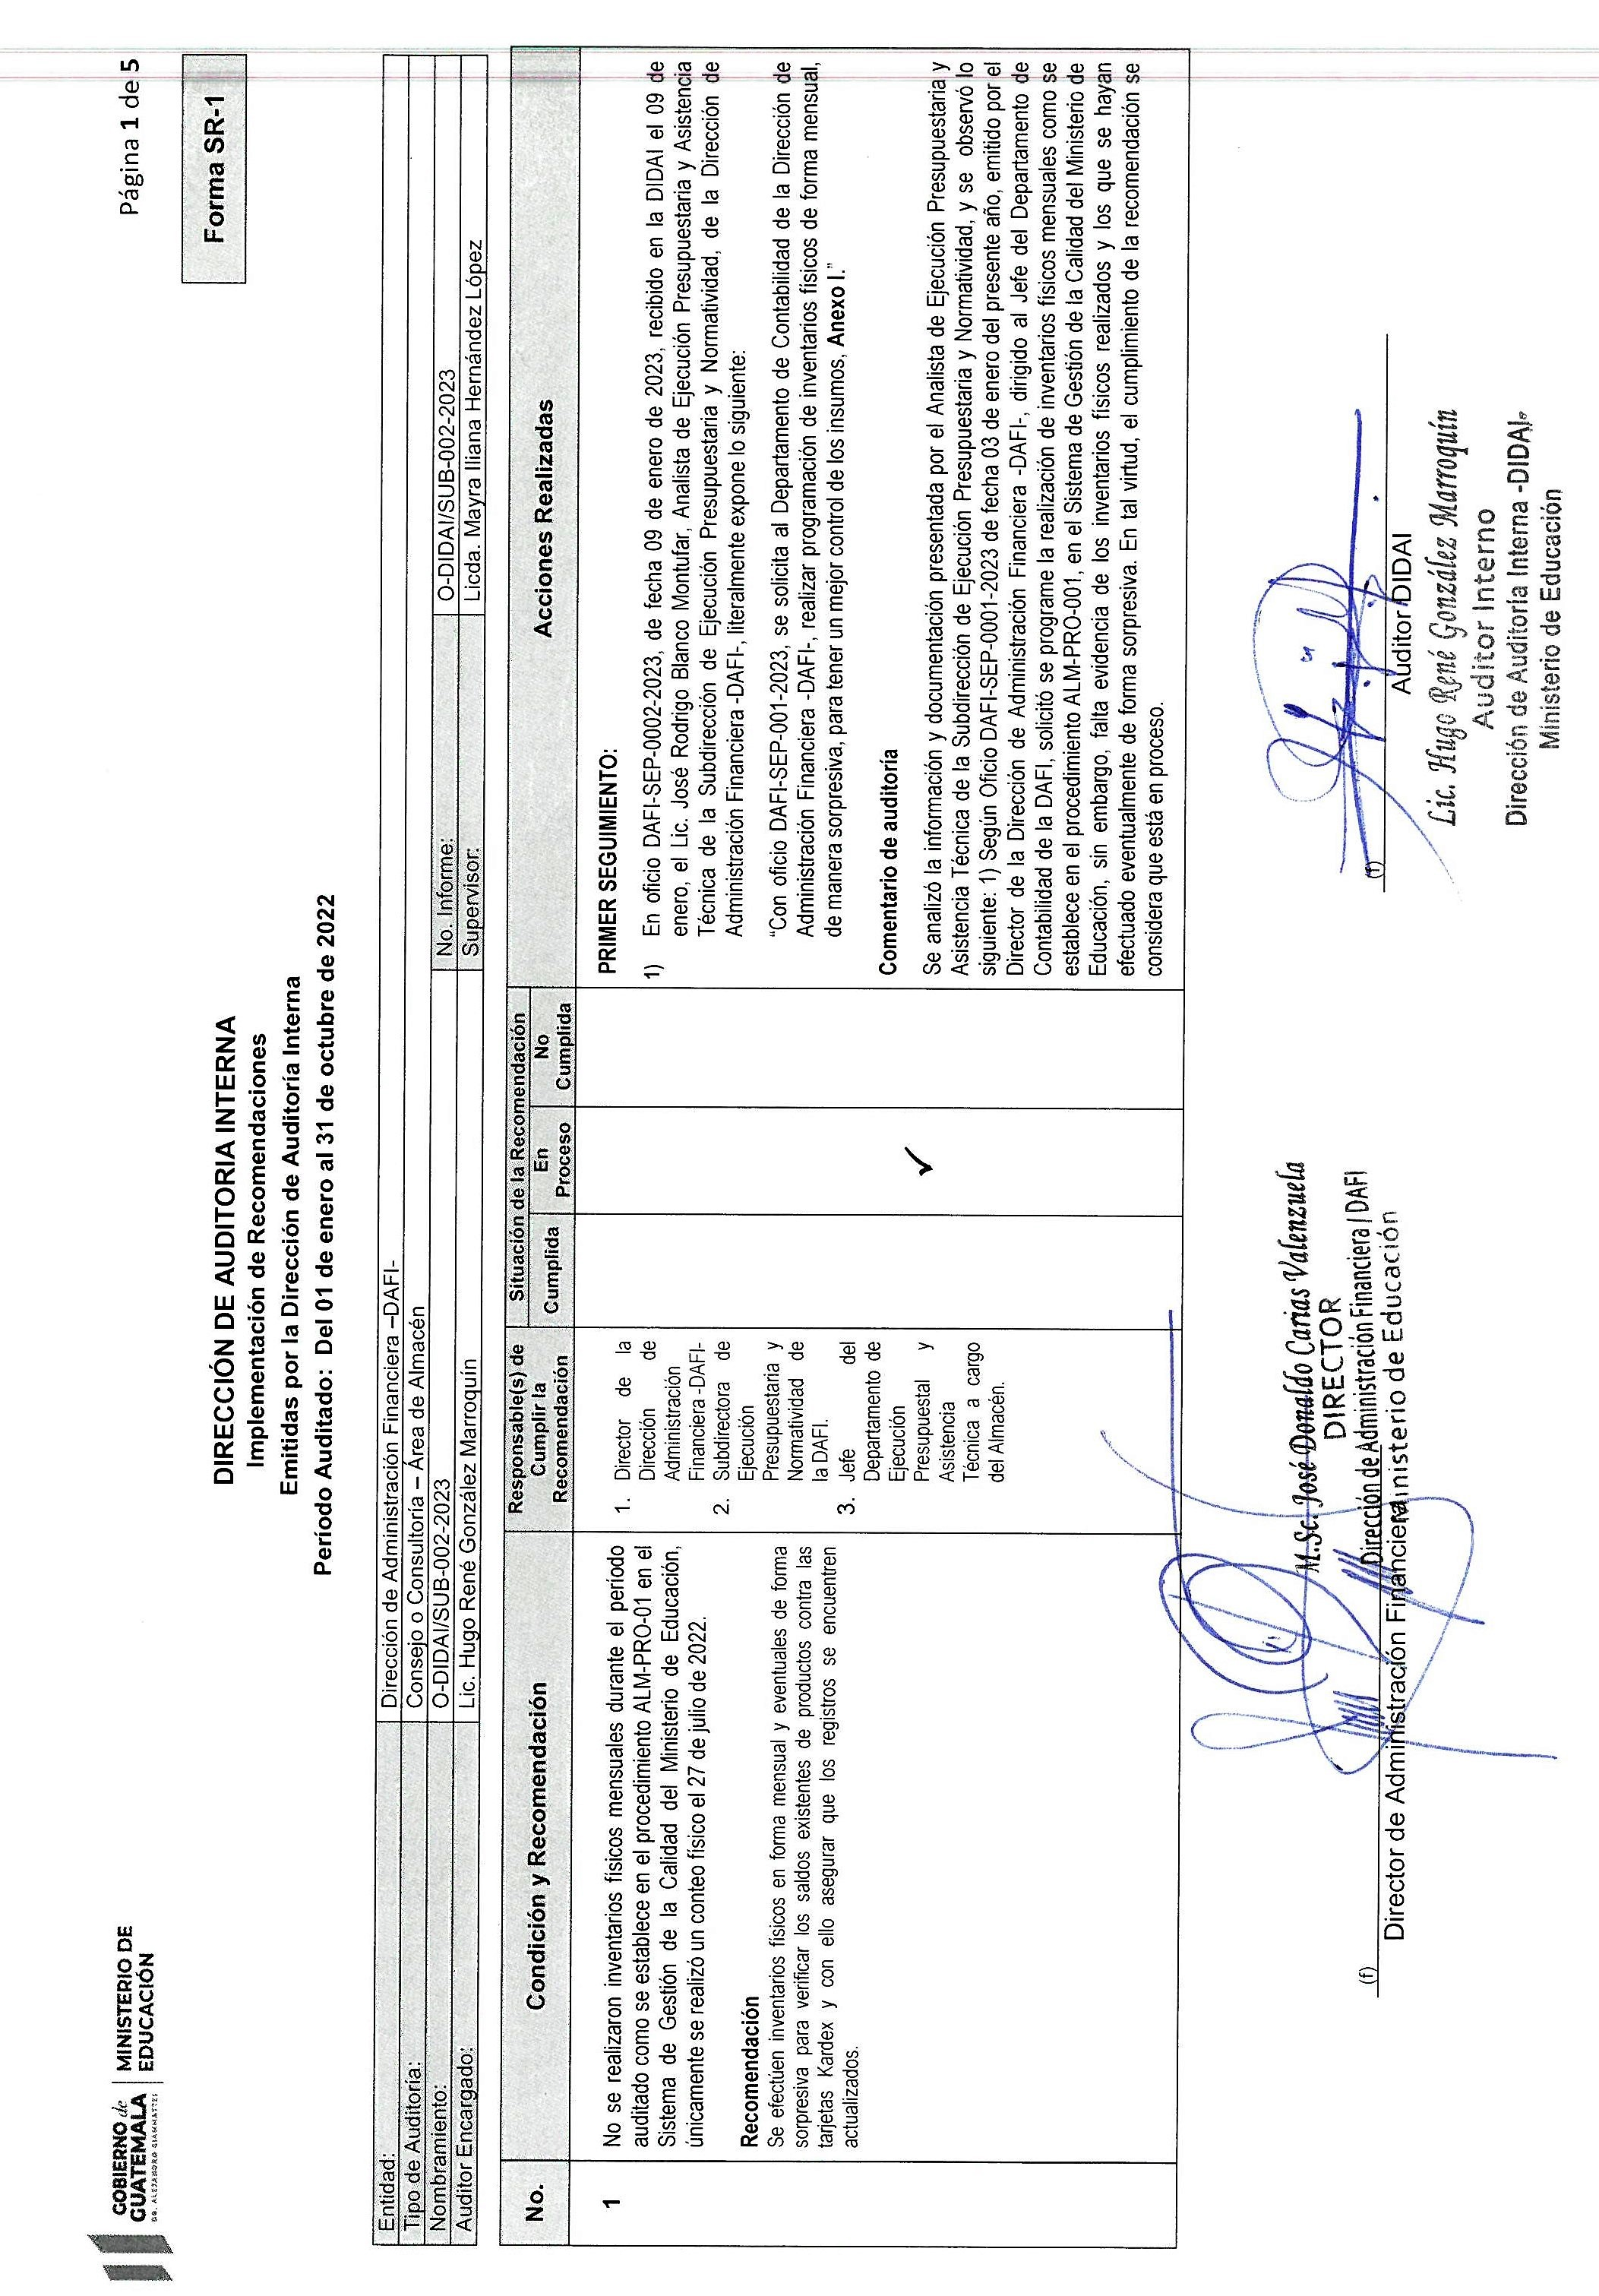 GOBIERNO de
GUATEMALA
DR. ALEJANDRO GIAMMATTEI
MINISTERIO DE
EDUCACIÓN
Página 1 de 5
Forma SR-1
DIRECCIÓN DE AUDITORIA INTERNA
Implementación de Recomendaciones
Emitidas por la Dirección de Auditoría Interna
Período Auditado: Del 01 de enero al 31 de octubre de 2022
Entidad: Dirección de Administración Financiera –DAFI-
Tipo de Auditoría: Consejo o Consultoría – Área de Almacén
Nombramiento: O-DIDAI/SUB-002-2023 No. Informe: O-DIDAI/SUB-002-2023
Auditor Encargado: Lic. Hugo René González Marroquín Supervisor: Licda. Mayra Iliana Hernández López
No.
Condición y Recomendación
Responsable(s) de
Cumplir la
Recomendación
Situación de la Recomendación
Cumplida
En
Proceso
No
Cumplida
Acciones Realizadas
1
No se realizaron inventarios físicos mensuales durante el periodo
auditado como se establece en el procedimiento ALM-PRO-01 en el
Sistema de Gestión de la Calidad del Ministerio de Educación,
únicamente se realizó un conteo físico el 27 de julio de 2022.
Recomendación
Se efectúen inventarios físicos en forma mensual y eventuales de forma
sorpresiva para verificar los saldos existentes de productos contra las
tarjetas Kardex y con ello asegurar que los registros se encuentren
actualizados.
1. Director de la
Dirección de
Administración
Financiera -DAFI-
2. Subdirectora de
Ejecución
Presupuestaria y
Normatividad de
la DAFI.
3. Jefe del
Departamento de
Ejecución
Presupuestal y
Asistencia
Técnica a cargo
del Almacén.
✓
PRIMER SEGUIMIENTO:
1) En oficio DAFI-SEP-0002-2023, de fecha 09 de enero de 2023, recibido en la DIDAI el 09 de
enero, el Lic. José Rodrigo Blanco Montufar, Analista de Ejecución Presupuestaria y Asistencia
Técnica de la Subdirección de Ejecución Presupuestaria y Normatividad, de la Dirección de
Administración Financiera -DAFI-, literalmente expone lo siguiente:
“Con oficio DAFI-SEP-001-2023, se solicita al Departamento de Contabilidad de la Dirección de
Administración Financiera -DAFI-, realizar programación de inventarios físicos de forma mensual,
de manera sorpresiva, para tener un mejor control de los insumos, Anexo I.”
Comentario de auditoría
Se analizó la información y documentación presentada por el Analista de Ejecución Presupuestaria y
Asistencia Técnica de la Subdirección de Ejecución Presupuestaria y Normatividad, y se observó lo
siguiente: 1) Según Oficio DAFI-SEP-0001-2023 de fecha 03 de enero del presente año, emitido por el
Director de la Dirección de Administración Financiera -DAFI-, dirigido al Jefe del Departamento de
Contabilidad de la DAFI, solicitó se programe la realización de inventarios físicos mensuales como se
establece en el procedimiento ALM-PRO-001, en el Sistema de Gestión de la Calidad del Ministerio de
Educación, sin embargo, falta evidencia de los inventarios físicos realizados y los que se hayan
efectuado eventualmente de forma sorpresiva. En tal virtud, el cumplimiento de la recomendación se
considera que está en proceso.
(f)
Director de Administración Financiera
M.Sc. José Donaldo Carias Valenzuela
DIRECTOR
Dirección de Administración Financiera / DAFI
Ministerio de Educación
(f)
Auditor DIDAI
Lic. Hugo René González Marroquín
Auditor Interno
Dirección de Auditoría Interna -DIDAI-
Ministerio de Educación